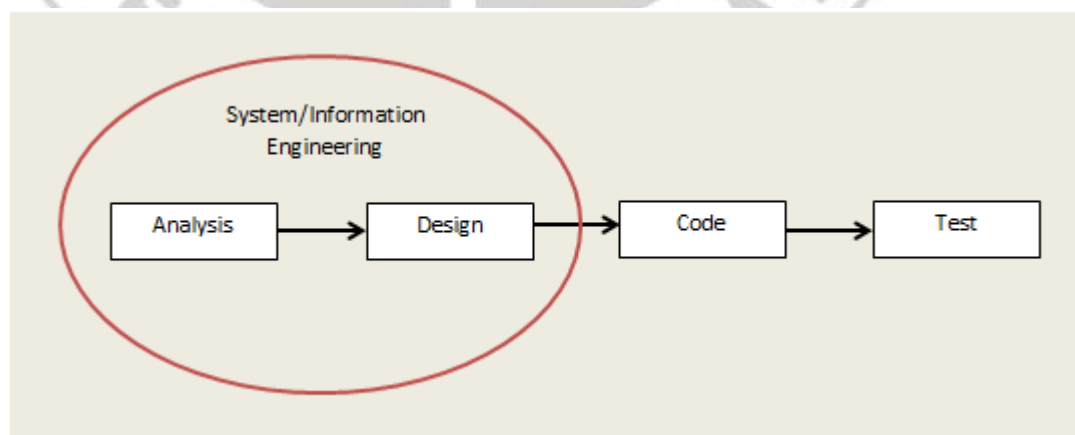 System/Information
Engineering
Analysis
Design
Code
Test